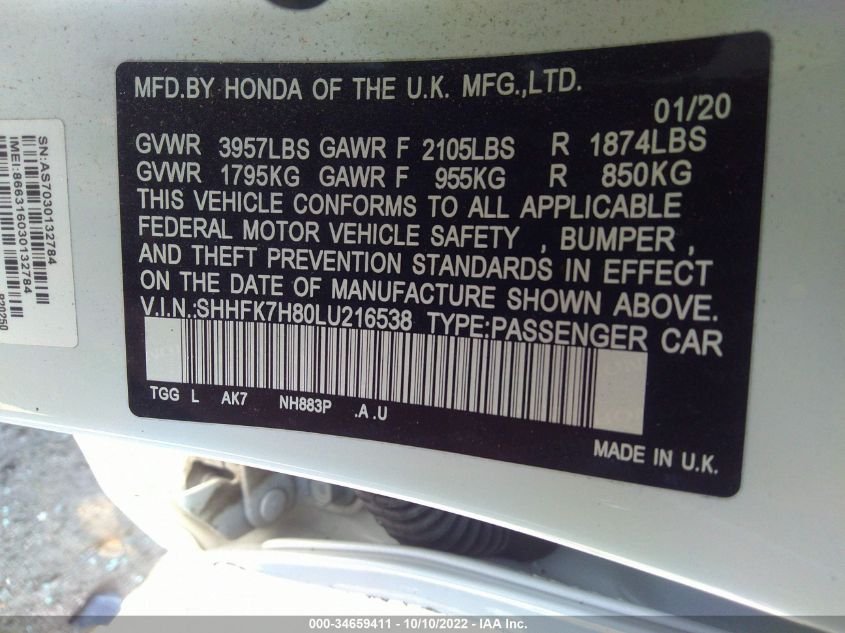 MFD.BY HONDA OF THE U.K. MFG.,LTD.
01/20
GVWR 3957LBS GAWR F 2105LBS R 1874LBS
GVWR 1795KG GAWR F 955KG R 850KG
THIS VEHICLE CONFORMS TO ALL APPLICABLE
FEDERAL MOTOR VEHICLE SAFETY , BUMPER ,
AND THEFT PREVENTION STANDARDS IN EFFECT
ON THE DATE OF MANUFACTURE SHOWN ABOVE.
V.I.N.:SHHFK7H80LU216538 TYPE:PASSENGER CAR
TGG L AK7 NH883P .A .U
MADE IN U.K.
SN:AS7030132784
IMEI:866316030132784
000-34659411 - 10/10/2022 - IAA Inc.